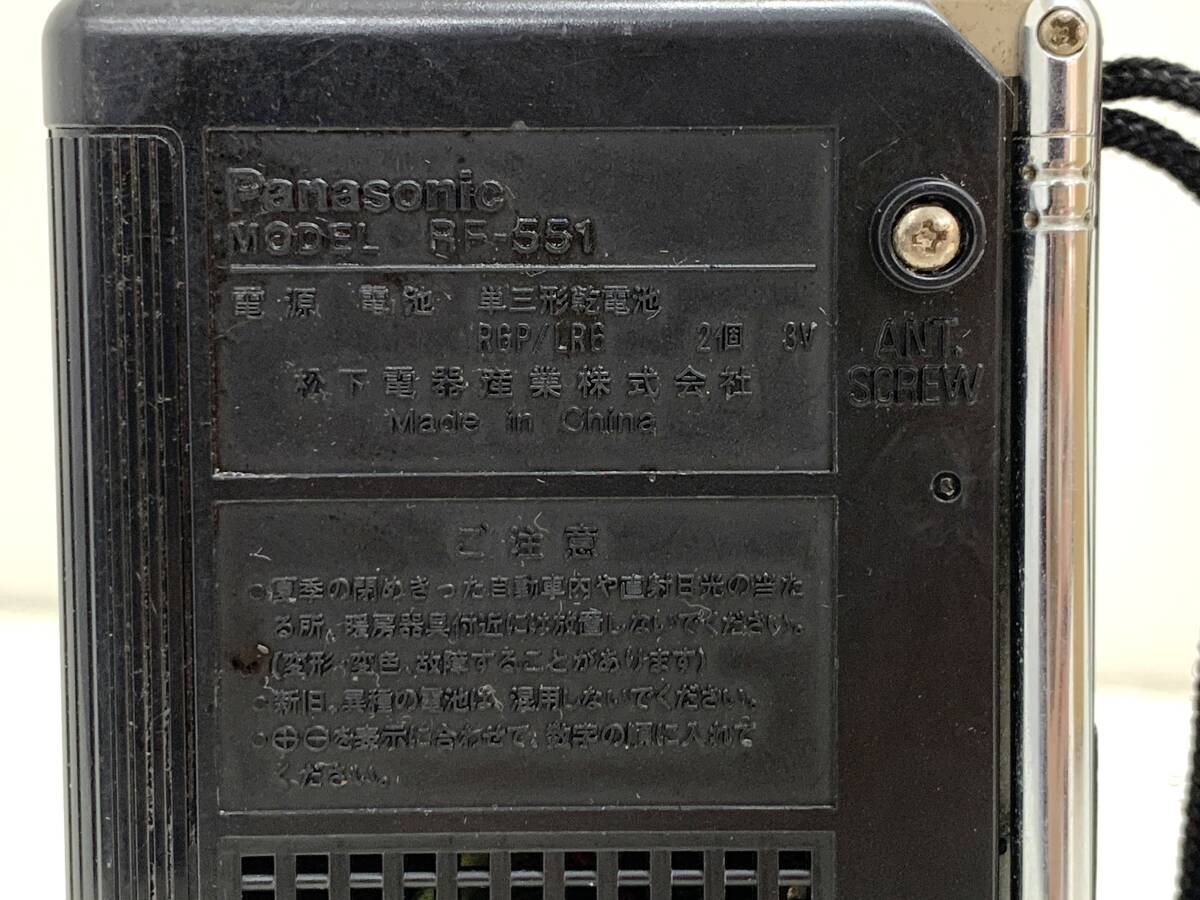 Panasonic
MODEL RF-551
電源 電池 単三形乾電池
R6P/LR6 2個 3V
松下電器産業株式会社
Made in China
ANT.
SCREW
ご注意
○夏季の閉めきった自動車内や直射日光の当た
る所、暖房器具付近には放置しないでください。
(変形、変色、故障することがあります)
○新旧、異種の電池は、混用しないでください。
○⊕⊖を表示に合わせて、数字の順に入れて
ください。